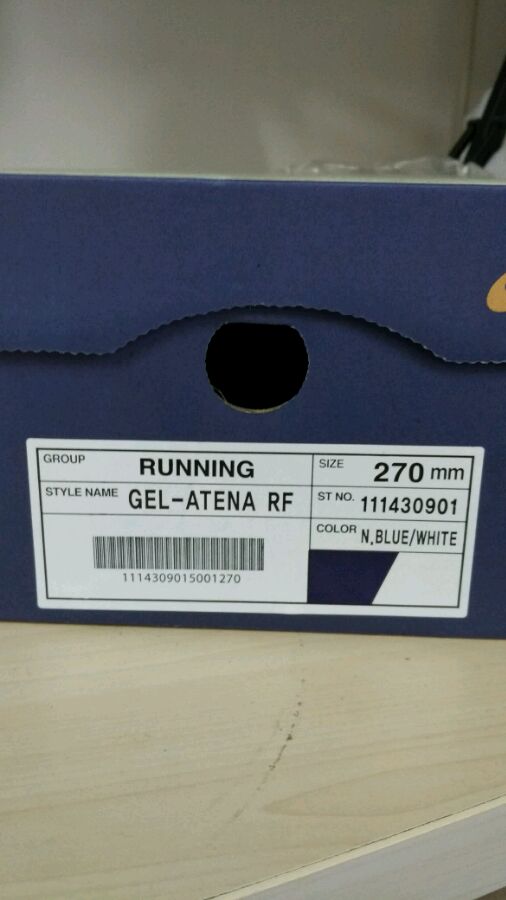 GROUP RUNNING SIZE 270 mm
STYLE NAME GEL-ATENA RF ST NO. 111430901
COLOR N.BLUE/WHITE
1114309015001270